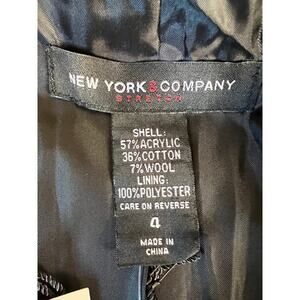 NEW YORK & COMPANY
STRETCH
SHELL:
57%ACRYLIC
36%COTTON
7%WOOL
LINING:
100%POLYESTER
CARE ON REVERSE
4
MADE IN
CHINA